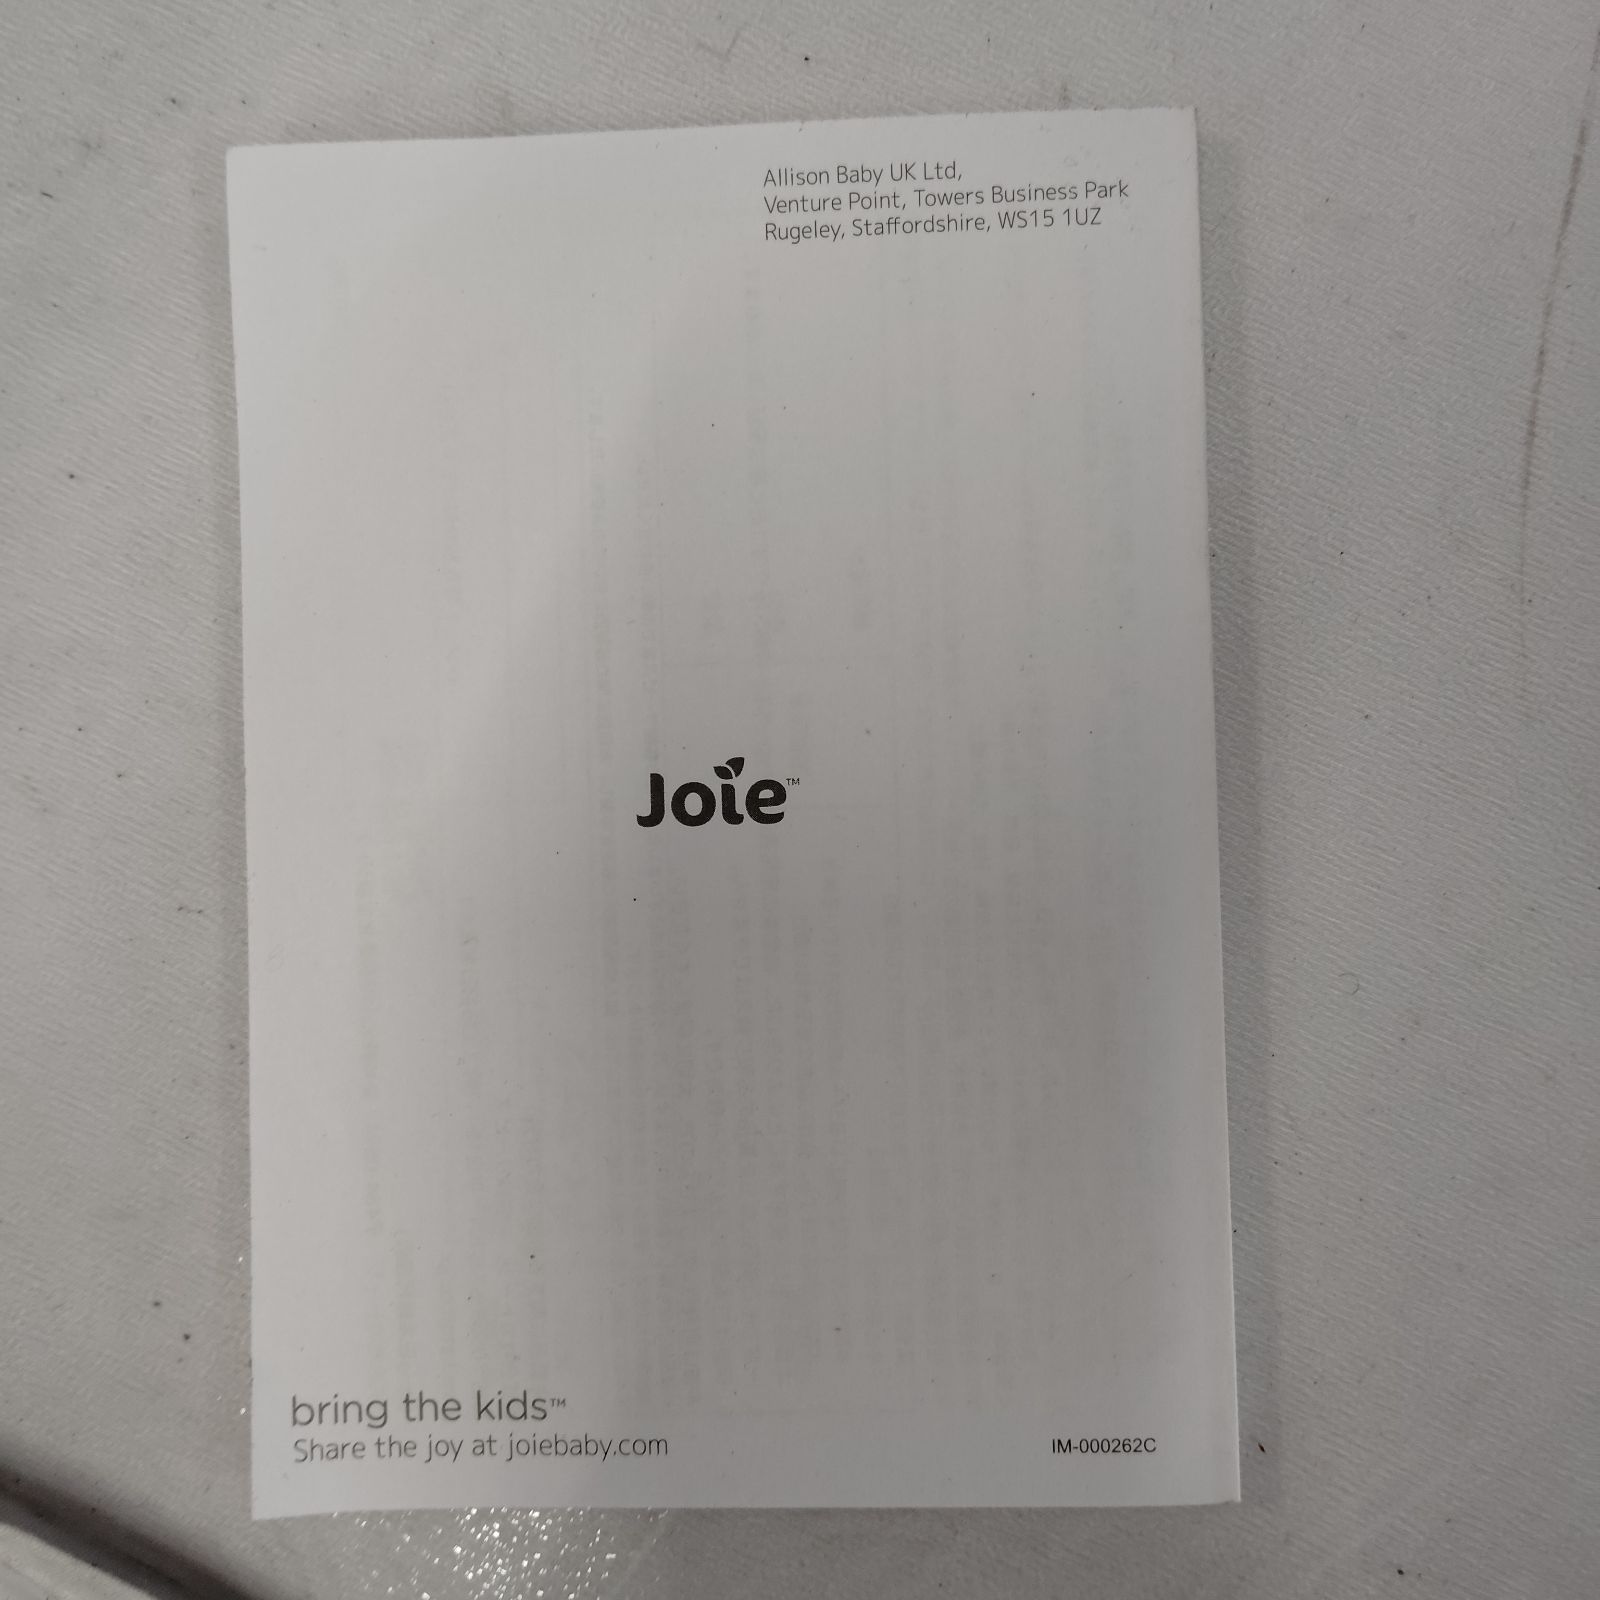 Allison Baby UK Ltd,
Venture Point, Towers Business Park
Rugeley, Staffordshire, WS15 1UZ
Joie™
bring the kids™
Share the joy at joiebaby.com
IM-000262C